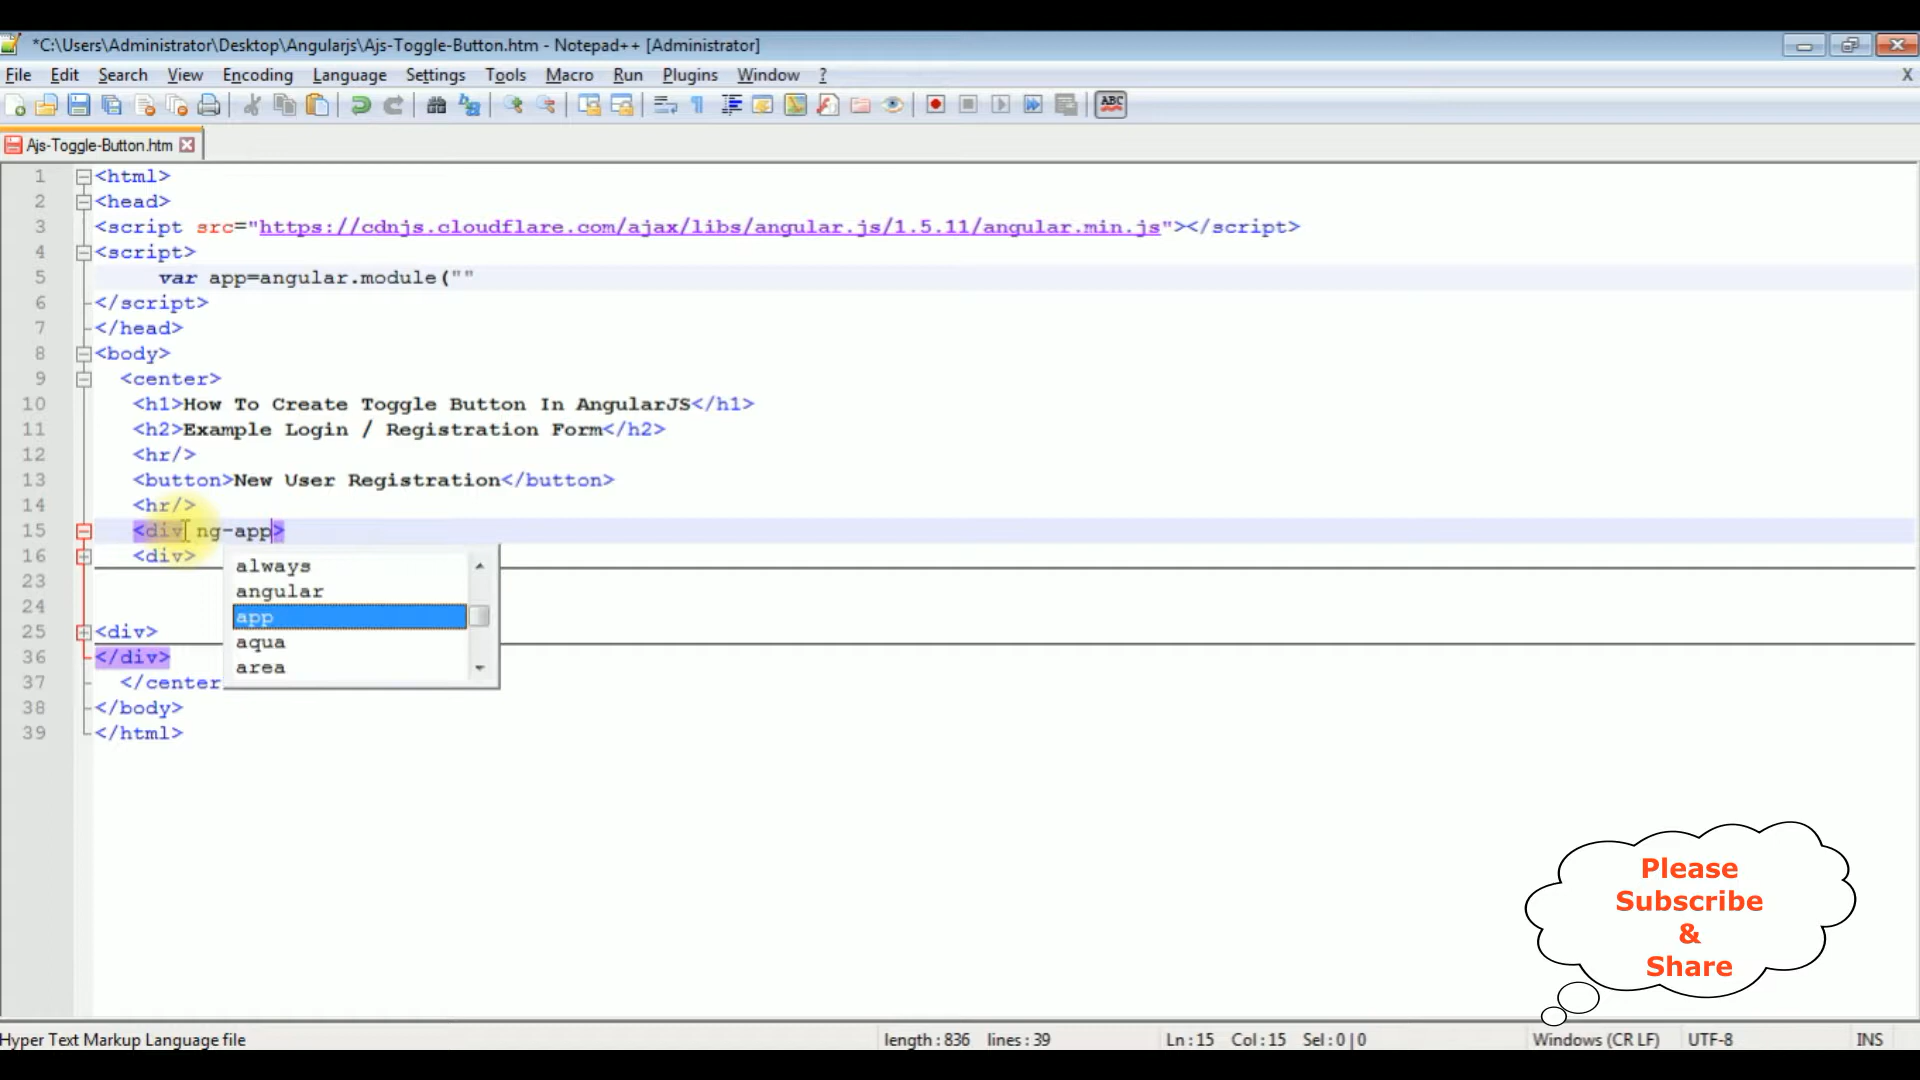 *C:\Users\Administrator\Desktop\Angularjs\Ajs-Toggle-Button.htm - Notepad++ [Administrator]
File Edit Search View Encoding Language Settings Tools Macro Run Plugins Window ? X
ABC
Ajs-Toggle-Button.htm
1 <html>
2 <head>
3 <script src="https://cdnjs.cloudflare.com/ajax/libs/angular.js/1.5.11/angular.min.js"></script>
4 <script>
5 var app=angular.module(""
6 </script>
7 </head>
8 <body>
9 <center>
10 <h1>How To Create Toggle Button In AngularJS</h1>
11 <h2>Example Login / Registration Form</h2>
12 <hr/>
13 <button>New User Registration</button>
14 <hr/>
15 <div ng-app>
16 <div>
always
angular
app
aqua
area
23
24
25 <div>
36 </div>
37 </center
38 </body>
39 </html>
Please
Subscribe
&
Share
Hyper Text Markup Language file length : 836 lines : 39 Ln : 15 Col : 15 Sel : 0 | 0 Windows (CR LF) UTF-8 INS